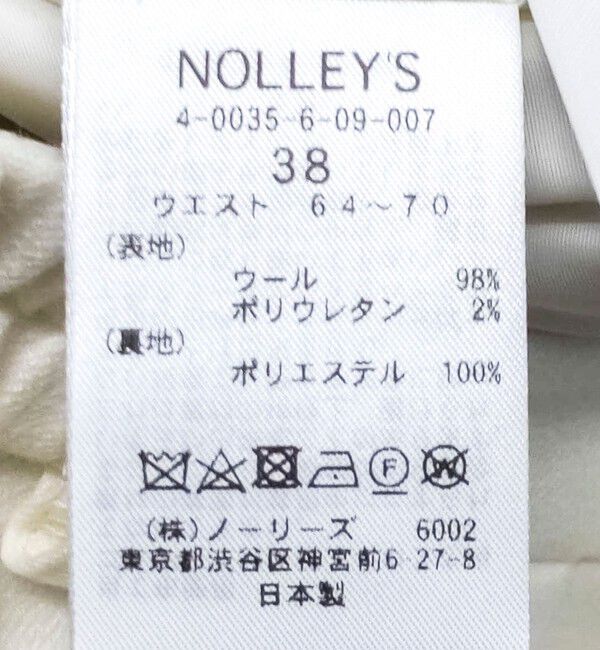 NOLLEY'S
4-0035-6-09-007
38
ウエスト 64~70
(表地)
ウール 98%
ポリウレタン 2%
(裏地)
ポリエステル 100%
F W
(株)ノーリーズ 6002
東京都渋谷区神宮前6-27-8
日本製